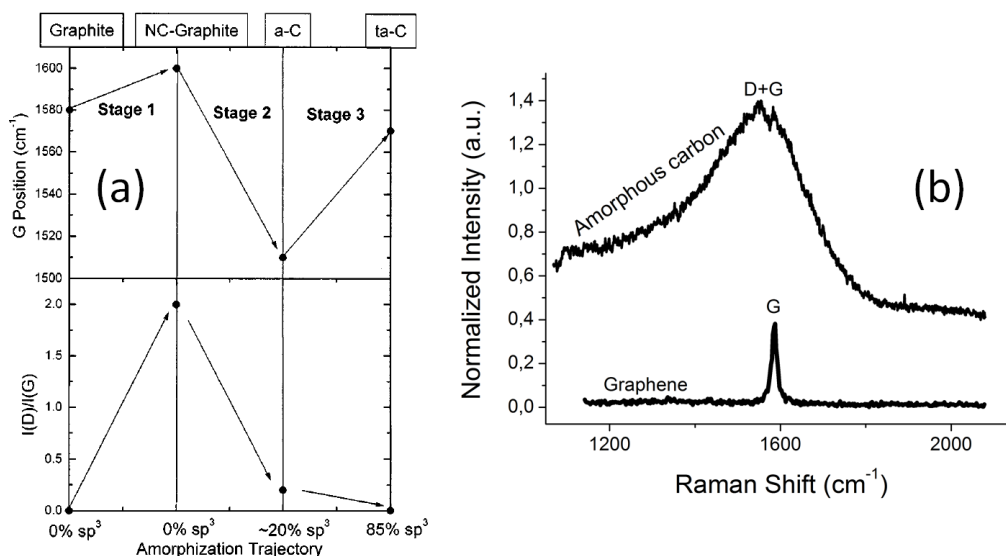 Graphite NC-Graphite a-C ta-C
1600
1580
1560
1540
1520
1500
G Position (cm-1)
Stage 1 Stage 2 Stage 3
(a)
2.0
1.5
1.0
0.5
0.0
I(D)/I(G)
0% sp3 0% sp3 ~20% sp3 85% sp3
Amorphization Trajectory
1,4
1,2
1,0
0,8
0,6
0,4
0,2
0,0
Normalized Intensity (a.u.)
D+G
Amorphous carbon
(b)
G
Graphene
1200 1600 2000
Raman Shift (cm-1)